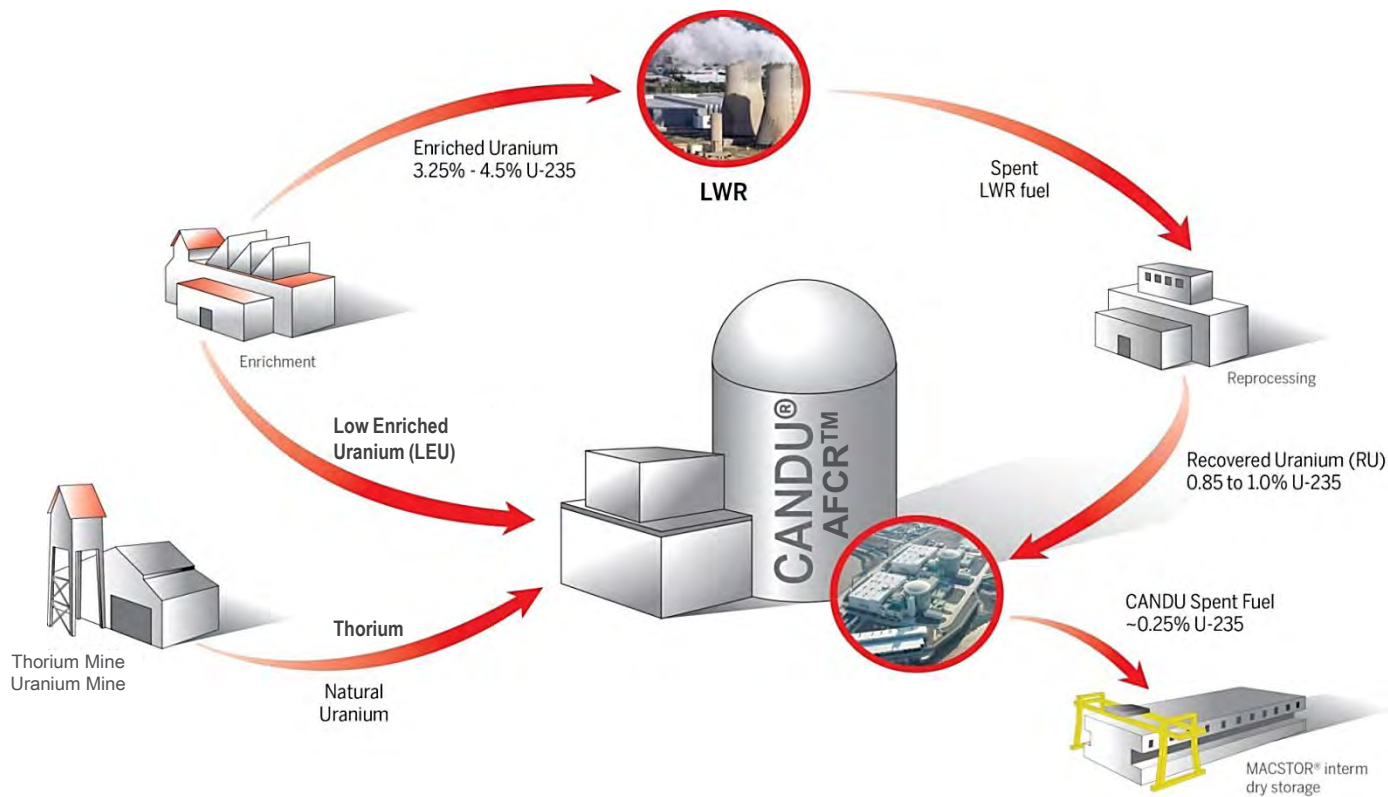 Enriched Uranium
3.25% - 4.5% U-235
LWR
Spent
LWR fuel
Enrichment
Reprocessing
Low Enriched
Uranium (LEU)
CANDU®
AFCR™
Recovered Uranium (RU)
0.85 to 1.0% U-235
Thorium Mine
Uranium Mine
Thorium
Natural
Uranium
CANDU Spent Fuel
~0.25% U-235
MACSTOR® interm
dry storage